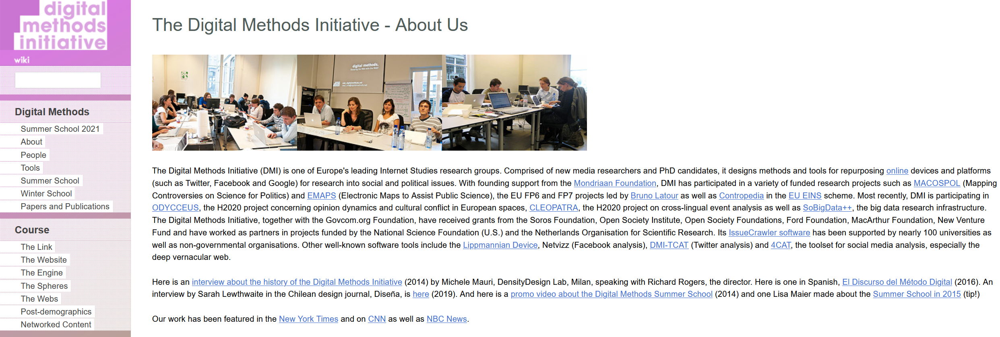 digital
methods
initiative
wiki
Digital Methods
Summer School 2021
About
People
Tools
Summer School
Winter School
Papers and Publications
Course
The Link
The Website
The Engine
The Spheres
The Webs
Post-demographics
Networked Content
The Digital Methods Initiative - About Us
digital methods.
The Digital Methods Initiative (DMI) is one of Europe's leading Internet Studies research groups. Comprised of new media researchers and PhD candidates, it designs methods and tools for repurposing online devices and platforms
(such as Twitter, Facebook and Google) for research into social and political issues. With founding support from the Mondriaan Foundation, DMI has participated in a variety of funded research projects such as MACOSPOL (Mapping
Controversies on Science for Politics) and EMAPS (Electronic Maps to Assist Public Science), the EU FP6 and FP7 projects led by Bruno Latour as well as Contropedia in the EU EINS scheme. Most recently, DMI is participating in
ODYCCEUS, the H2020 project concerning opinion dynamics and cultural conflict in European spaces, CLEOPATRA, the H2020 project on cross-lingual event analysis as well as SoBigData++, the big data research infrastructure.
The Digital Methods Initiative, together with the Govcom.org Foundation, have received grants from the Soros Foundation, Open Society Institute, Open Society Foundations, Ford Foundation, MacArthur Foundation, New Venture
Fund and have worked as partners in projects funded by the National Science Foundation (U.S.) and the Netherlands Organisation for Scientific Research. Its IssueCrawler software has been supported by nearly 100 universities as
well as non-governmental organisations. Other well-known software tools include the Lippmannian Device, Netvizz (Facebook analysis), DMI-TCAT (Twitter analysis) and 4CAT, the toolset for social media analysis, especially the
deep vernacular web.
Here is an interview about the history of the Digital Methods Initiative (2014) by Michele Mauri, DensityDesign Lab, Milan, speaking with Richard Rogers, the director. Here is one in Spanish, El Discurso del Método Digital (2016). An
interview by Sarah Lewthwaite in the Chilean design journal, Diseña, is here (2019). And here is a promo video about the Digital Methods Summer School (2014) and one Lisa Maier made about the Summer School in 2015 (tip!)
Our work has been featured in the New York Times and on CNN as well as NBC News.